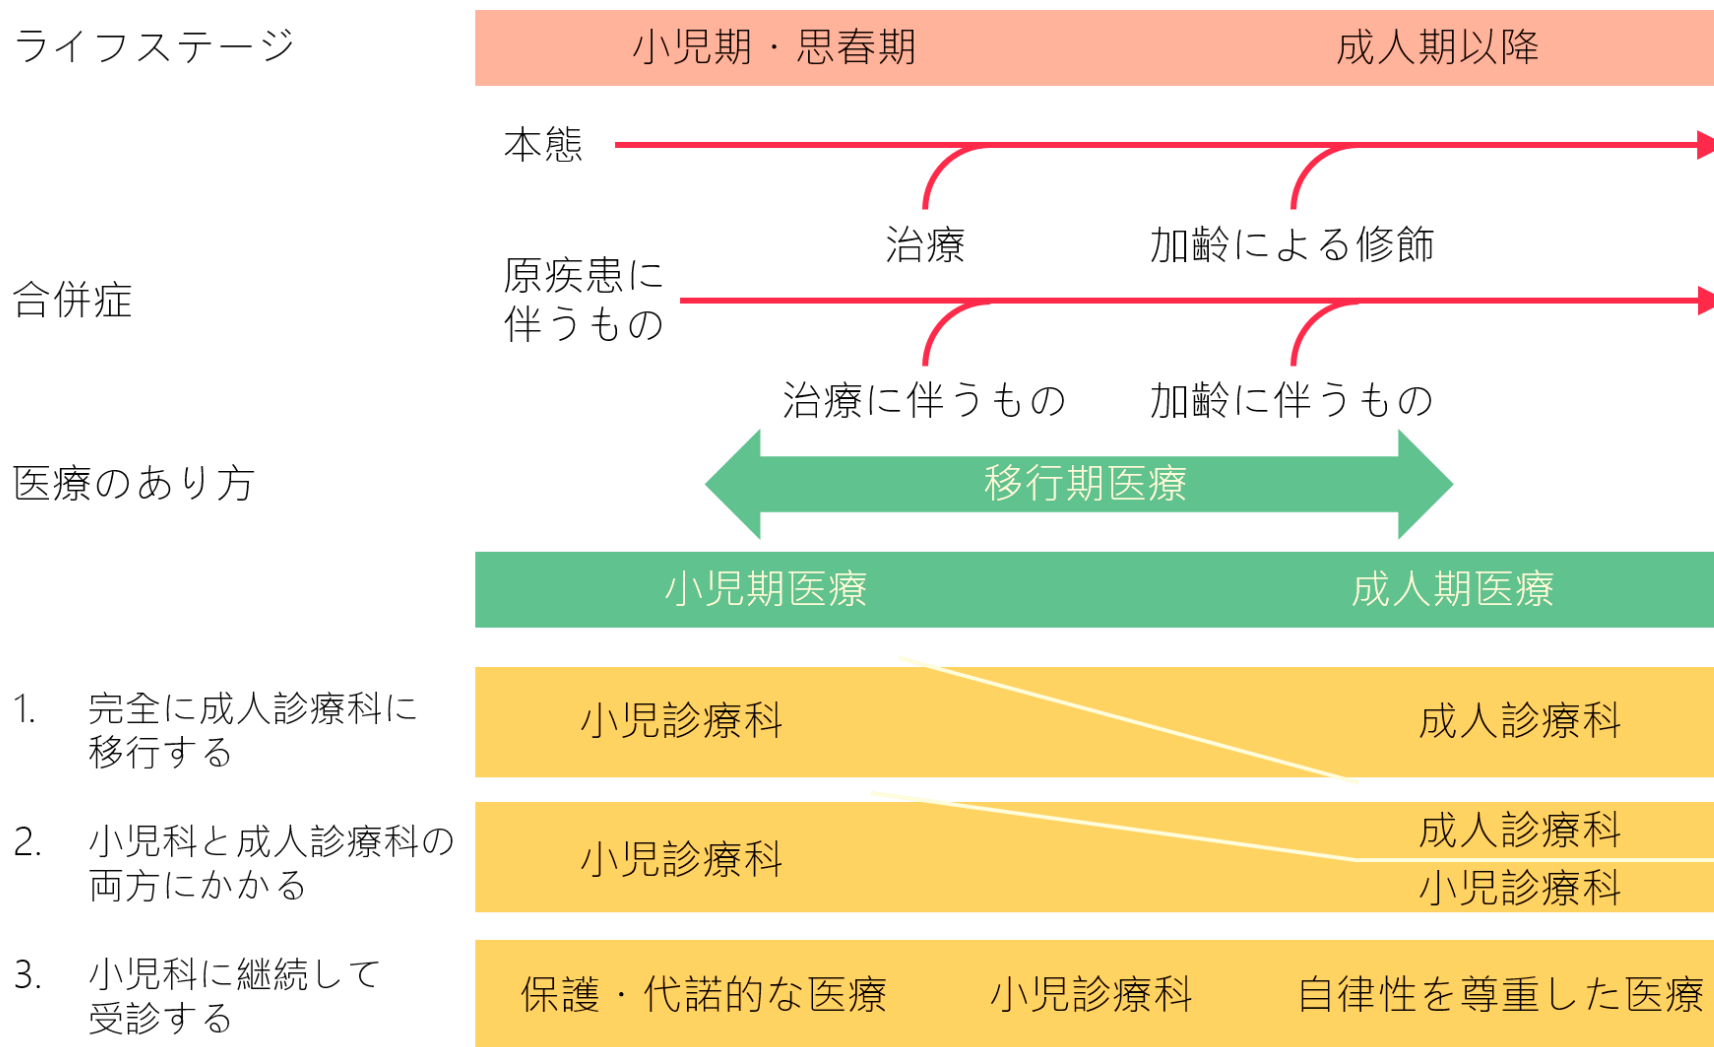 ライフステージ
小児期・思春期
成人期以降
本態
治療
加齢による修飾
合併症
原疾患に
伴うもの
治療に伴うもの
加齢に伴うもの
医療のあり方
移行期医療
小児期医療
成人期医療
1. 完全に成人診療科に
移行する
小児診療科
成人診療科
2. 小児科と成人診療科の
両方にかかる
小児診療科
成人診療科
小児診療科
3. 小児科に継続して
受診する
保護・代諾的な医療
小児診療科
自律性を尊重した医療